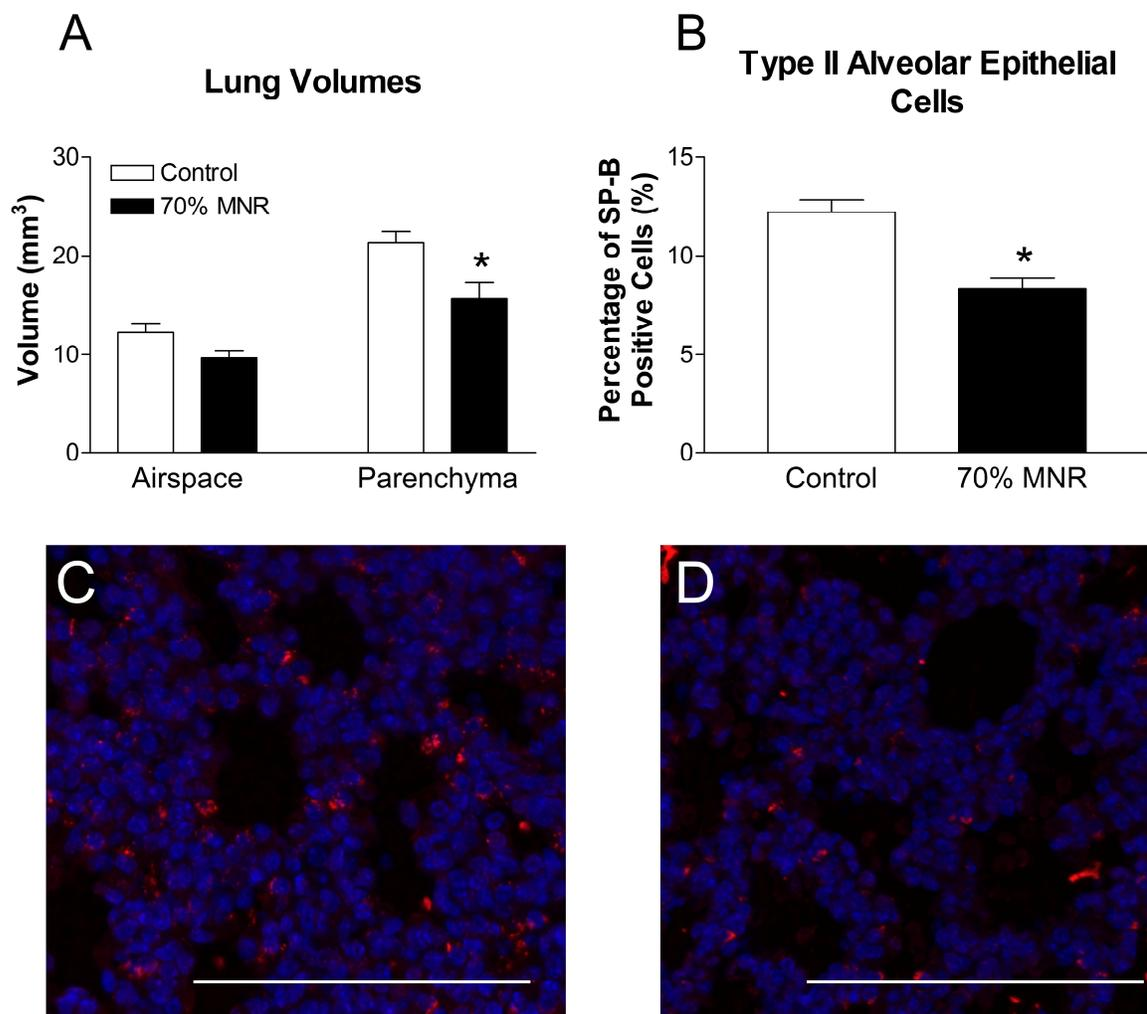 A
Lung Volumes
Volume (mm³)
30
20
10
0
Control
70% MNR
*
Airspace
Parenchyma
B
Type II Alveolar Epithelial
Cells
Percentage of SP-B
Positive Cells (%)
15
10
5
0
*
Control
70% MNR
C
D